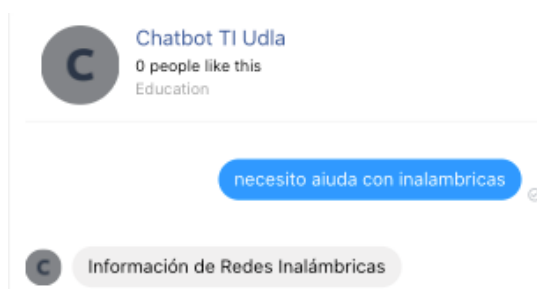 C
Chatbot TI Udla
0 people like this
Education
necesito aiuda con inalambricas
C
Información de Redes Inalámbricas